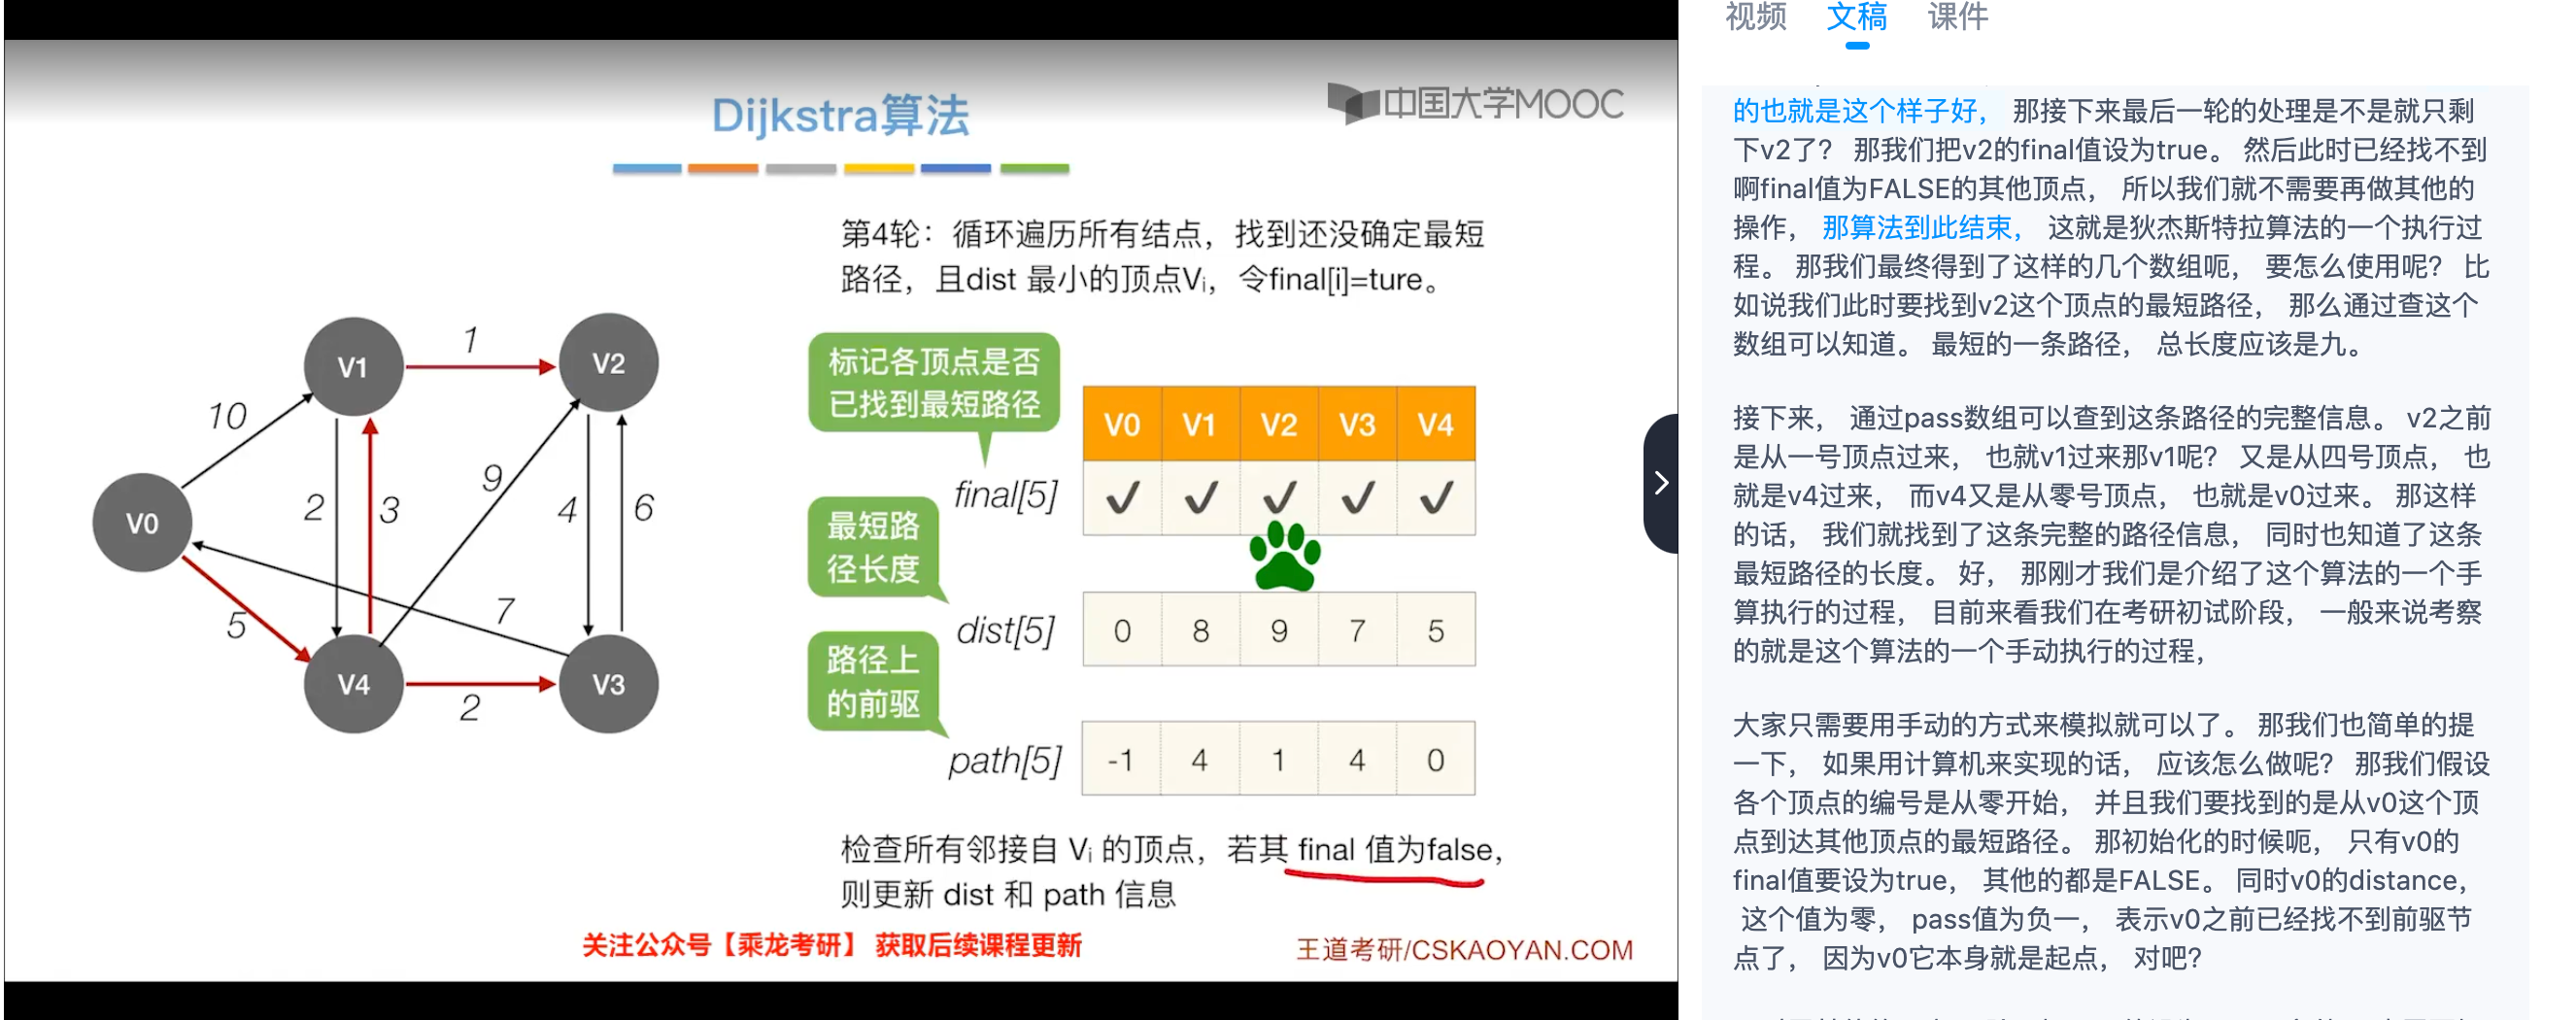 Dijkstra算法
中国大学MOOC
第4轮：循环遍历所有结点，找到还没确定最短
路径，且dist 最小的顶点Vi，令final[i]=ture。
标记各顶点是否
已找到最短路径
V0 V1 V2 V3 V4
final[5]
最短路
径长度
dist[5] 0 8 9 7 5
路径上
的前驱
path[5] -1 4 1 4 0
V1
1
V2
10
9
2
3
4
6
V0
5
7
V4
2
V3
检查所有邻接自 Vi 的顶点，若其 final 值为false，
则更新 dist 和 path 信息
关注公众号【乘龙考研】 获取后续课程更新
王道考研/CSKAOYAN.COM
视频 文稿 课件
的也就是这个样子好， 那接下来最后一轮的处理是不是就只剩
下v2了？ 那我们把v2的final值设为true。 然后此时已经找不到
啊final值为FALSE的其他顶点， 所以我们就不需要再做其他的
操作， 那算法到此结束， 这就是狄杰斯特拉算法的一个执行过
程。 那我们最终得到了这样的几个数组呃， 要怎么使用呢？ 比
如说我们此时要找到v2这个顶点的最短路径， 那么通过查这个
数组可以知道。 最短的一条路径， 总长度应该是九。
接下来， 通过pass数组可以查到这条路径的完整信息。 v2之前
是从一号顶点过来， 也就v1过来那v1呢？ 又是从四号顶点， 也
就是v4过来， 而v4又是从零号顶点， 也就是v0过来。 那这样
的话， 我们就找到了这条完整的路径信息， 同时也知道了这条
最短路径的长度。 好， 那刚才我们是介绍了这个算法的一个手
算执行的过程， 目前来看我们在考研初试阶段， 一般来说考察
的就是这个算法的一个手动执行的过程，
大家只需要用手动的方式来模拟就可以了。 那我们也简单的提
一下， 如果用计算机来实现的话， 应该怎么做呢？ 那我们假设
各个顶点的编号是从零开始， 并且我们要找到的是从v0这个顶
点到达其他顶点的最短路径。 那初始化的时候呃， 只有v0的
final值要设为true， 其他的都是FALSE。 同时v0的distance，
这个值为零， pass值为负一， 表示v0之前已经找不到前驱节
点了， 因为v0它本身就是起点， 对吧？